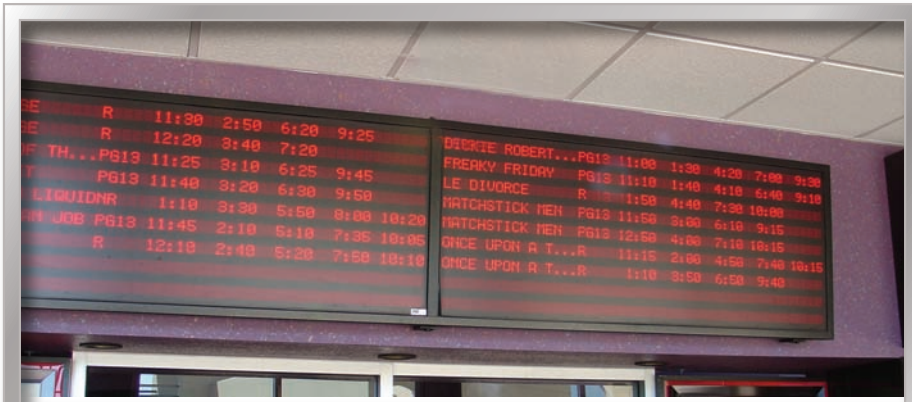 SE R 11:30 2:50 6:20 9:25
SE R 12:20 3:40 7:20
OF TH...PG13 11:25 3:10 6:25 9:45
T PG13 11:40 3:20 6:30 9:50
LIQUIDNR 1:10 3:30 5:50 8:00 10:20
AN JOB PG13 11:45 2:10 5:10 7:35 10:05
R 12:10 2:40 5:20 7:50 10:10
DICKIE ROBERT...PG13 11:00 1:30 4:20 7:00 9:30
FREAKY FRIDAY PG 11:10 1:40 4:10 6:40 9:10
LE DIVORCE R 11:50 4:40 7:30 10:00
MATCHSTICK MEN PG13 11:50 3:00 6:10 9:15
MATCHSTICK MEN PG13 12:50 4:00 7:10 10:15
ONCE UPON A T...R 11:15 2:00 4:50 7:40 10:15
ONCE UPON A T...R 1:10 3:50 6:50 9:40